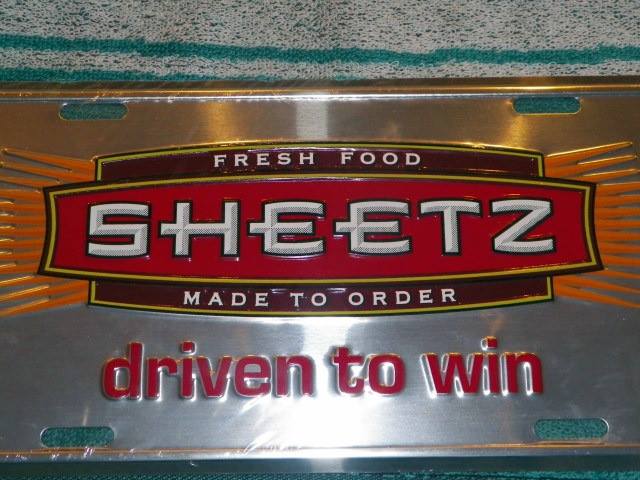 FRESH FOOD
SHEETZ
MADE TO ORDER
driven to win